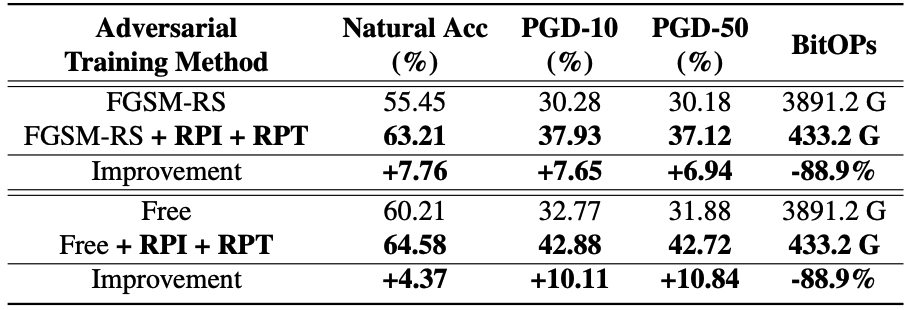 Adversarial Training Method Natural Acc (%) PGD-10 (%) PGD-50 (%) BitOPs
FGSM-RS 55.45 30.28 30.18 3891.2 G
FGSM-RS + RPI + RPT 63.21 37.93 37.12 433.2 G
Improvement +7.76 +7.65 +6.94 -88.9%
Free 60.21 32.77 31.88 3891.2 G
Free + RPI + RPT 64.58 42.88 42.72 433.2 G
Improvement +4.37 +10.11 +10.84 -88.9%